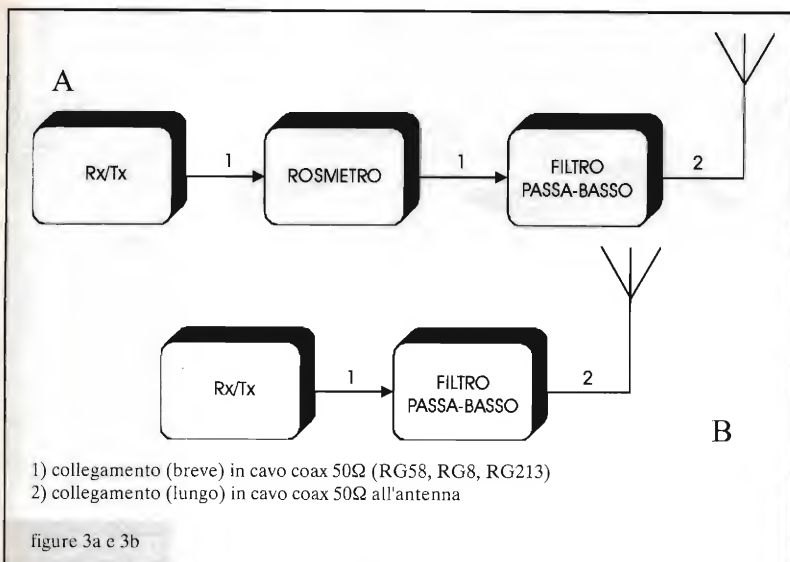 A
Rx/Tx
1
ROSMETRO
1
FILTRO
PASSA-BASSO
2
Rx/Tx
1
FILTRO
PASSA-BASSO
2
B
1) collegamento (breve) in cavo coax 50Ω (RG58, RG8, RG213)
2) collegamento (lungo) in cavo coax 50Ω all'antenna
figure 3a e 3b